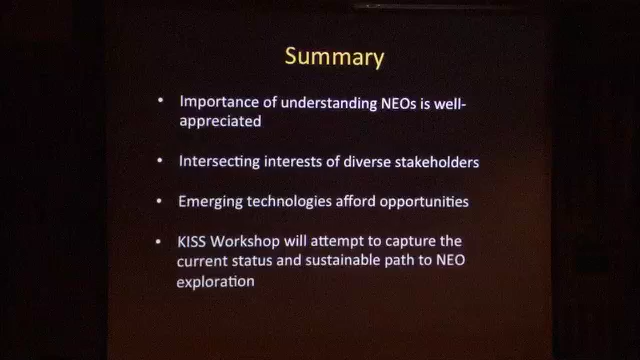 Summary
• Importance of understanding NEOs is well-
appreciated
• Intersecting interests of diverse stakeholders
• Emerging technologies afford opportunities
• KISS Workshop will attempt to capture the
current status and sustainable path to NEO
exploration